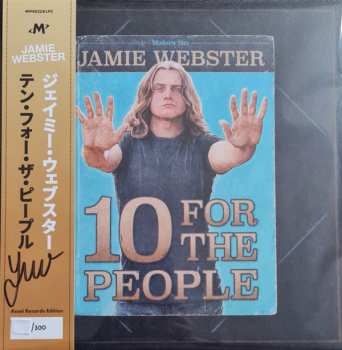 M
JAMIE
WEBSTER
ジェイミー・ウェブスター
テン・フォー・ザ・ピープル
Assai Records Edition
/300
JAMIE WEBSTER
10 FOR
THE
PEOPLE